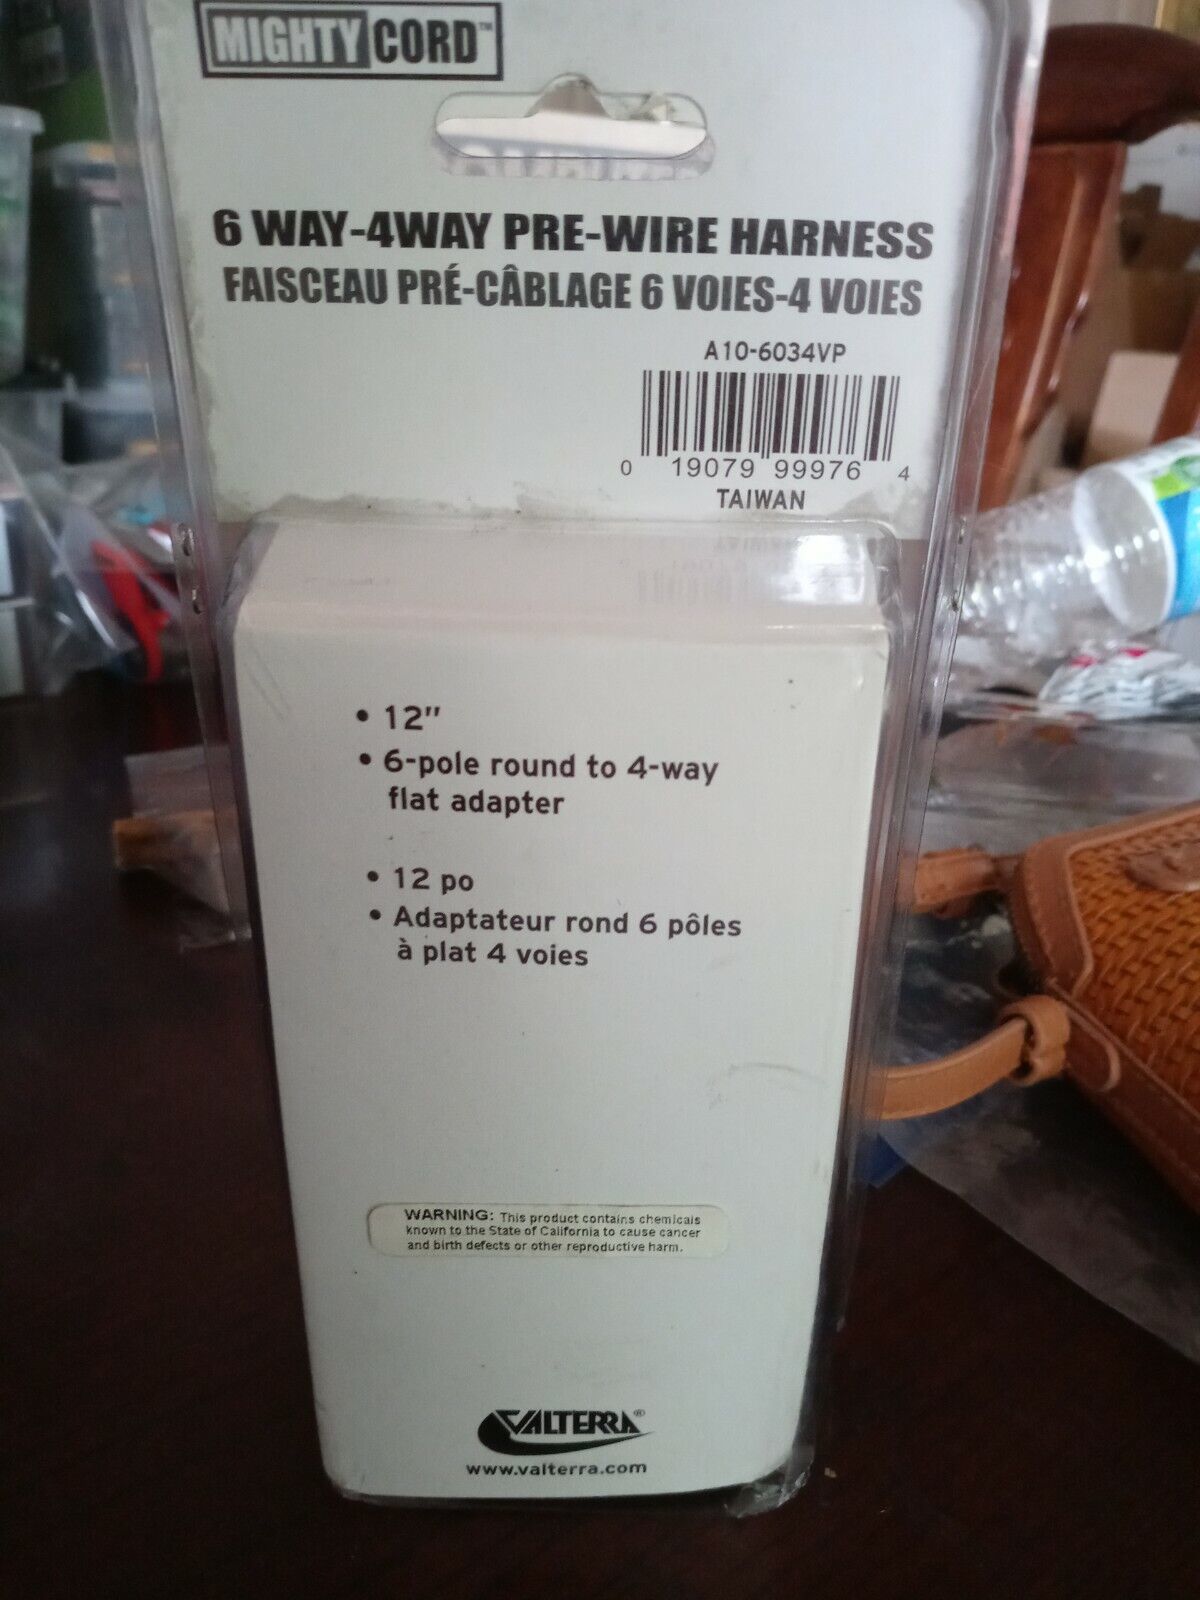 MIGHTY CORD™
6 WAY-4WAY PRE-WIRE HARNESS
FAISCEAU PRÉ-CÂBLAGE 6 VOIES-4 VOIES
A10-6034VP
0 19079 99976 4
TAIWAN
• 12"
• 6-pole round to 4-way
flat adapter
• 12 po
• Adaptateur rond 6 pôles
à plat 4 voies
WARNING: This product contains chemicals
known to the State of California to cause cancer
and birth defects or other reproductive harm.
VALTERRA®
www.valterra.com